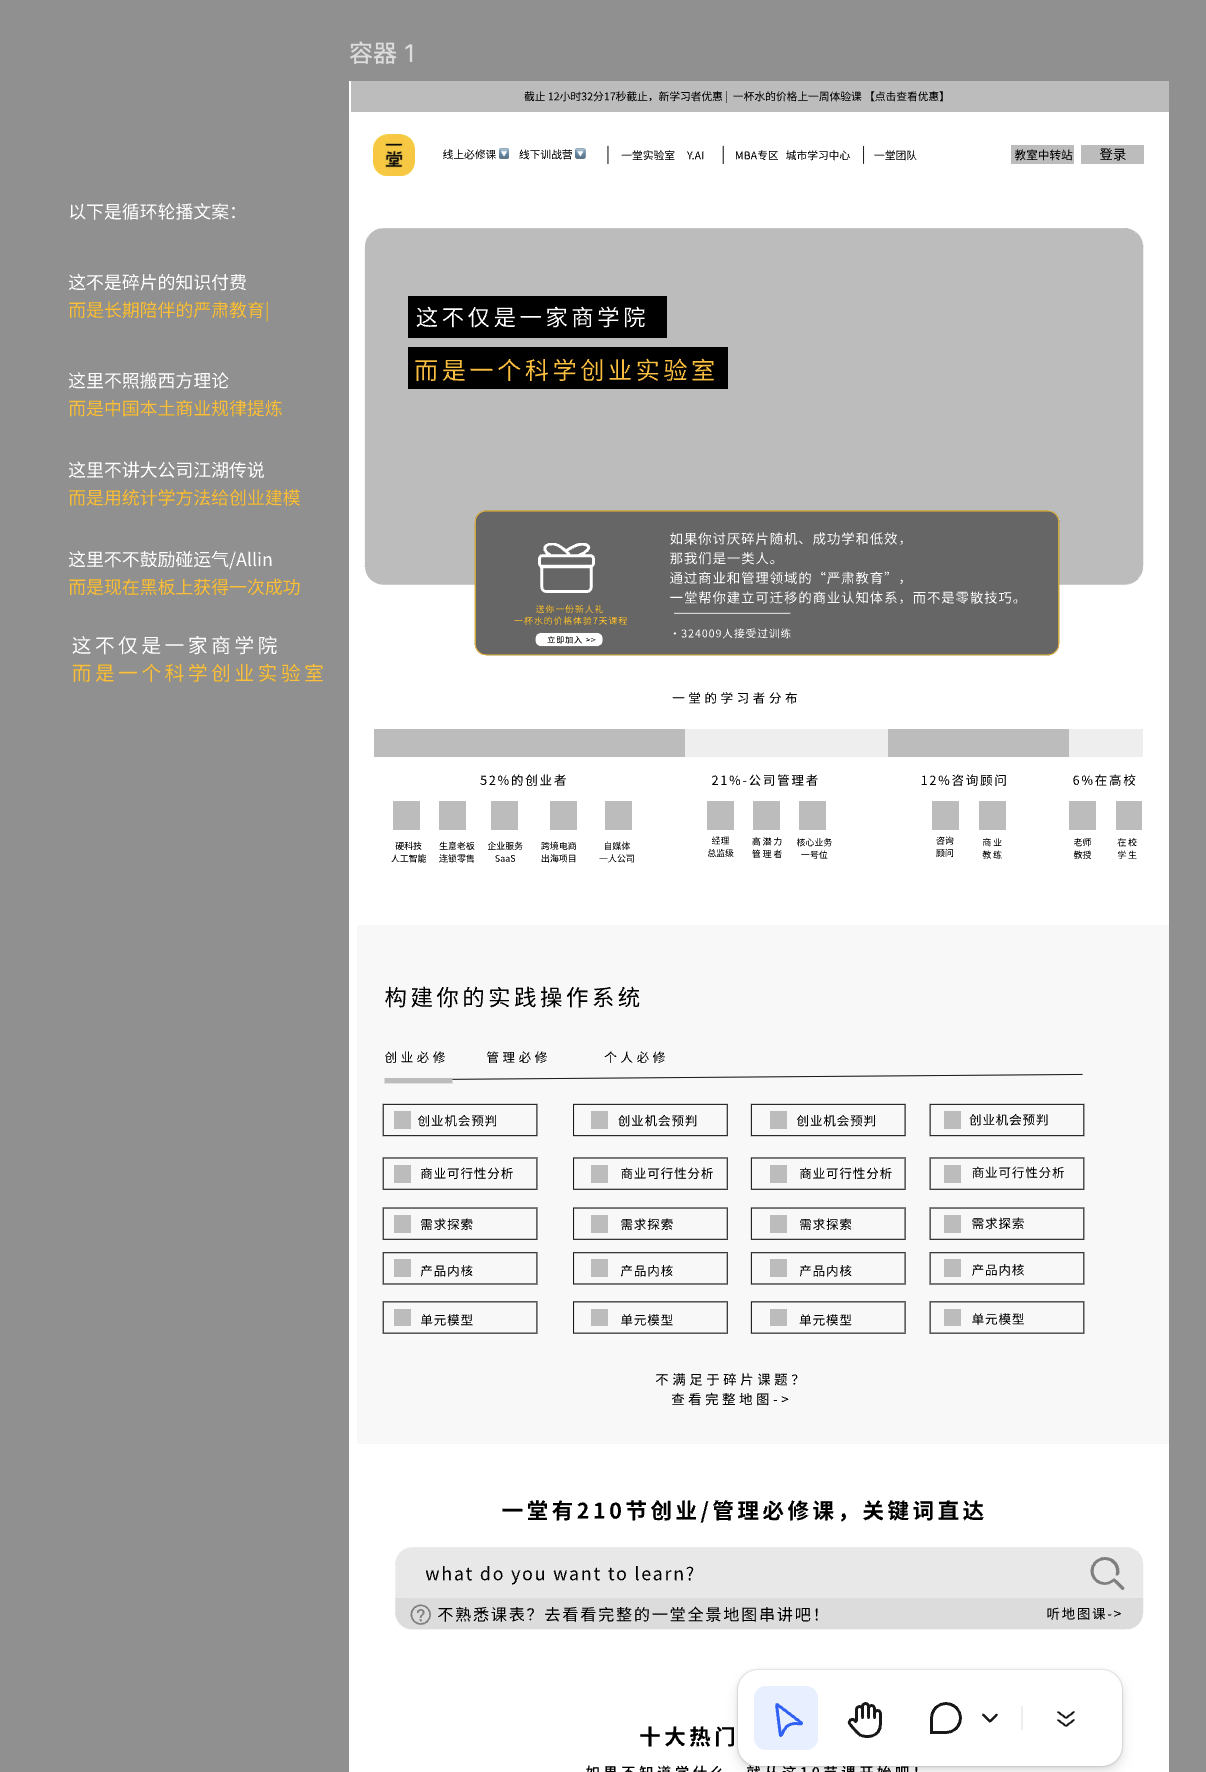 容器 1
截止 12小时32分17秒截止，新学习者优惠 | 一杯水的价格上一周体验课 【点击查看优惠】
一堂
线上必修课 线下训战营 一堂实验室 Y.AI MBA专区 城市学习中心 一堂团队 教室中转站 登录
以下是循环轮播文案：
这不是碎片的知识付费
而是长期陪伴的严肃教育|
这里不照搬西方理论
而是中国本土商业规律提炼
这里不讲大公司江湖传说
而是用统计学方法给创业建模
这里不不鼓励碰运气/Allin
而是现在黑板上获得一次成功
这不仅是一家商学院
而是一个科学创业实验室
这不仅是一家商学院
而是一个科学创业实验室
送你一份新人礼
一杯水的价格体验7天课程
立即加入 >>
如果你讨厌碎片随机、成功学和低效，
那我们是一类人。
通过商业和管理领域的“严肃教育”，
一堂帮你建立可迁移的商业认知体系，而不是零散技巧。
· 324009人接受过训练
一堂的学习者分布
52%的创业者 21%-公司管理者 12%咨询顾问 6%在高校
硬科技 生意老板 企业服务 跨境电商 自媒体 经理 高潜力 核心业务 咨询 商业 老师 在校
人工智能 连锁零售 SaaS 出海项目 一人公司 总监级 管理者 一号位 顾问 教练 教授 学生
构建你的实践操作系统
创业必修 管理必修 个人必修
创业机会预判 创业机会预判 创业机会预判 创业机会预判
商业可行性分析 商业可行性分析 商业可行性分析 商业可行性分析
需求探索 需求探索 需求探索 需求探索
产品内核 产品内核 产品内核 产品内核
单元模型 单元模型 单元模型 单元模型
不满足于碎片课题？
查看完整地图->
一堂有210节创业/管理必修课，关键词直达
what do you want to learn?
不熟悉课表？去看看完整的一堂全景地图串讲吧！ 听地图课->
十大热门
如果不知道学什么，就从这10节课开始吧！